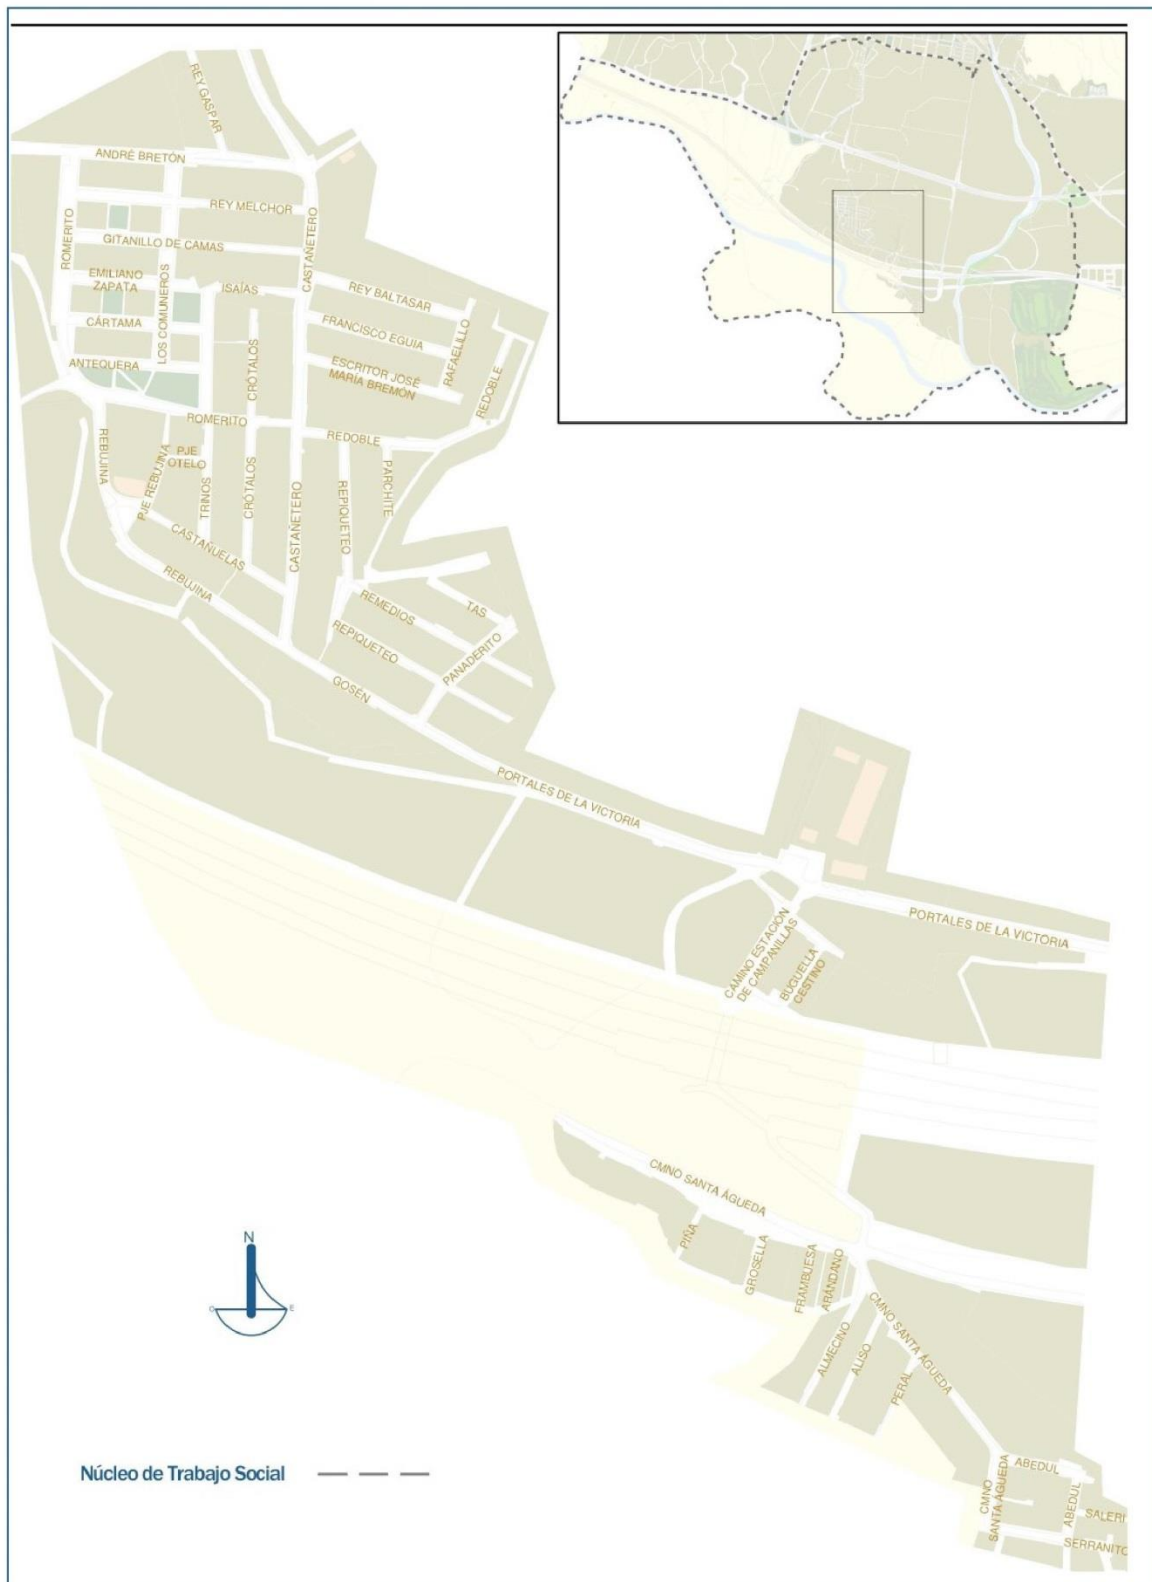 REY GASPAR
ANDRÉ BRETÓN
REY MELCHOR
ROMERITO
CASTAÑETERO
GITANILLO DE CAMAS
LOS COMUNEROS
EMILIANO
ZAPATA
ISAÍAS
REY BALTASAR
CÁRTAMA
FRANCISCO EGUIA
RAFAELILLO
ANTEQUERA
CRÓTALOS
ESCRITOR JOSÉ
MARÍA BREMÓN
REDOBLE
ROMERITO
REDOBLE
REBUJINA
PJE REBUJINA
PJE
OTELO
TRINOS
CRÓTALOS
CASTAÑETERO
REPIQUETEO
PARCHITE
CASTAÑUELAS
REBUJINA
REMEDIOS
TAS
REPIQUETEO
PANADERITO
GOSÉN
PORTALES DE LA VICTORIA
PORTALES DE LA VICTORIA
CAMINO ESTACIÓN
DE CAMPANILLAS
BUGUELLA
CESTINO
CMNO SANTA ÁGUEDA
PIÑA
GROSELLA
FRAMBUESA
ARÁNDANO
N
O
E
CMNO SANTA ÁGUEDA
ALMECINO
ALISO
PERAL
Núcleo de Trabajo Social
CMNO
SANTA ÁGUEDA
ABEDUL
ABEDUL
SALERI
SERRANITO